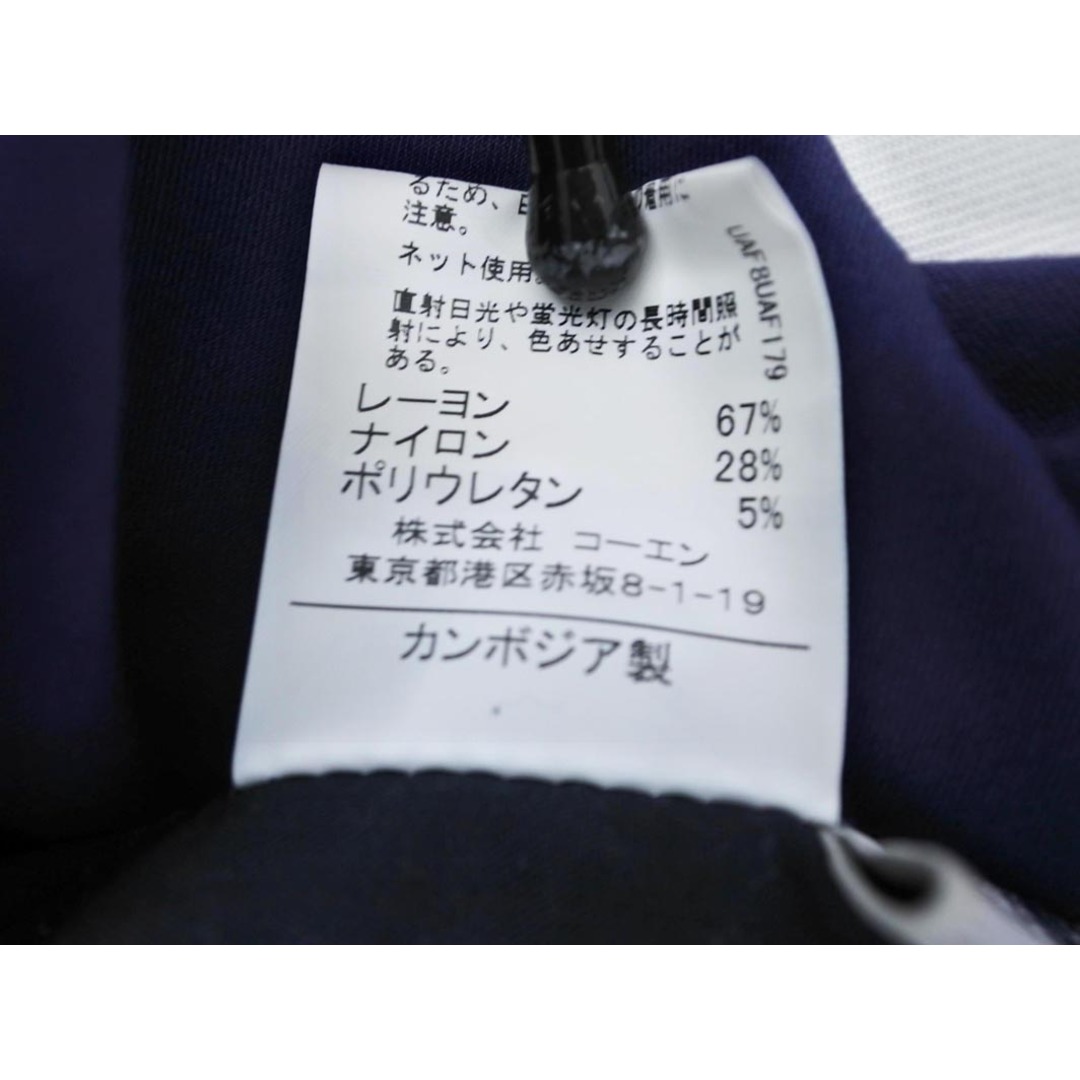 るため、
注意。
ネット使用
直射日光や蛍光灯の長時間照
射により、色あせすることが
ある。
レーヨン 67%
ナイロン 28%
ポリウレタン 5%
株式会社 コーエン
東京都港区赤坂8-1-19
カンボジア製
UAF8UAF179